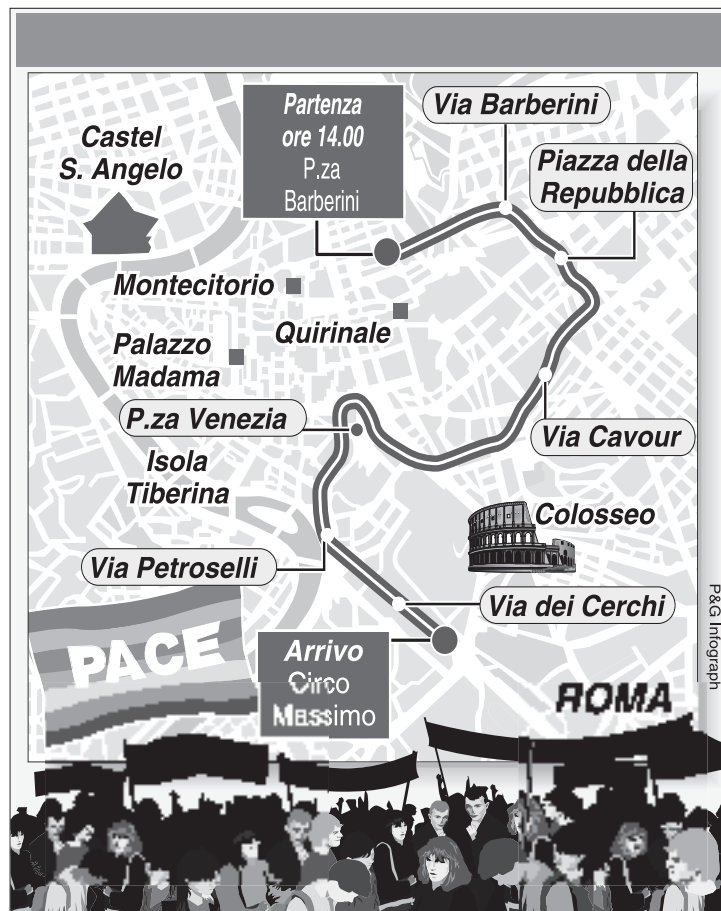 Partenza
ore 14.00
P.za
Barberini
Via Barberini
Castel
S. Angelo
Piazza della
Repubblica
Montecitorio
Quirinale
Palazzo
Madama
P.za Venezia
Via Cavour
Isola
Tiberina
Colosseo
Via Petroselli
Via dei Cerchi
PACE
Arrivo
Circo
Massimo
ROMA
P&G Infograph